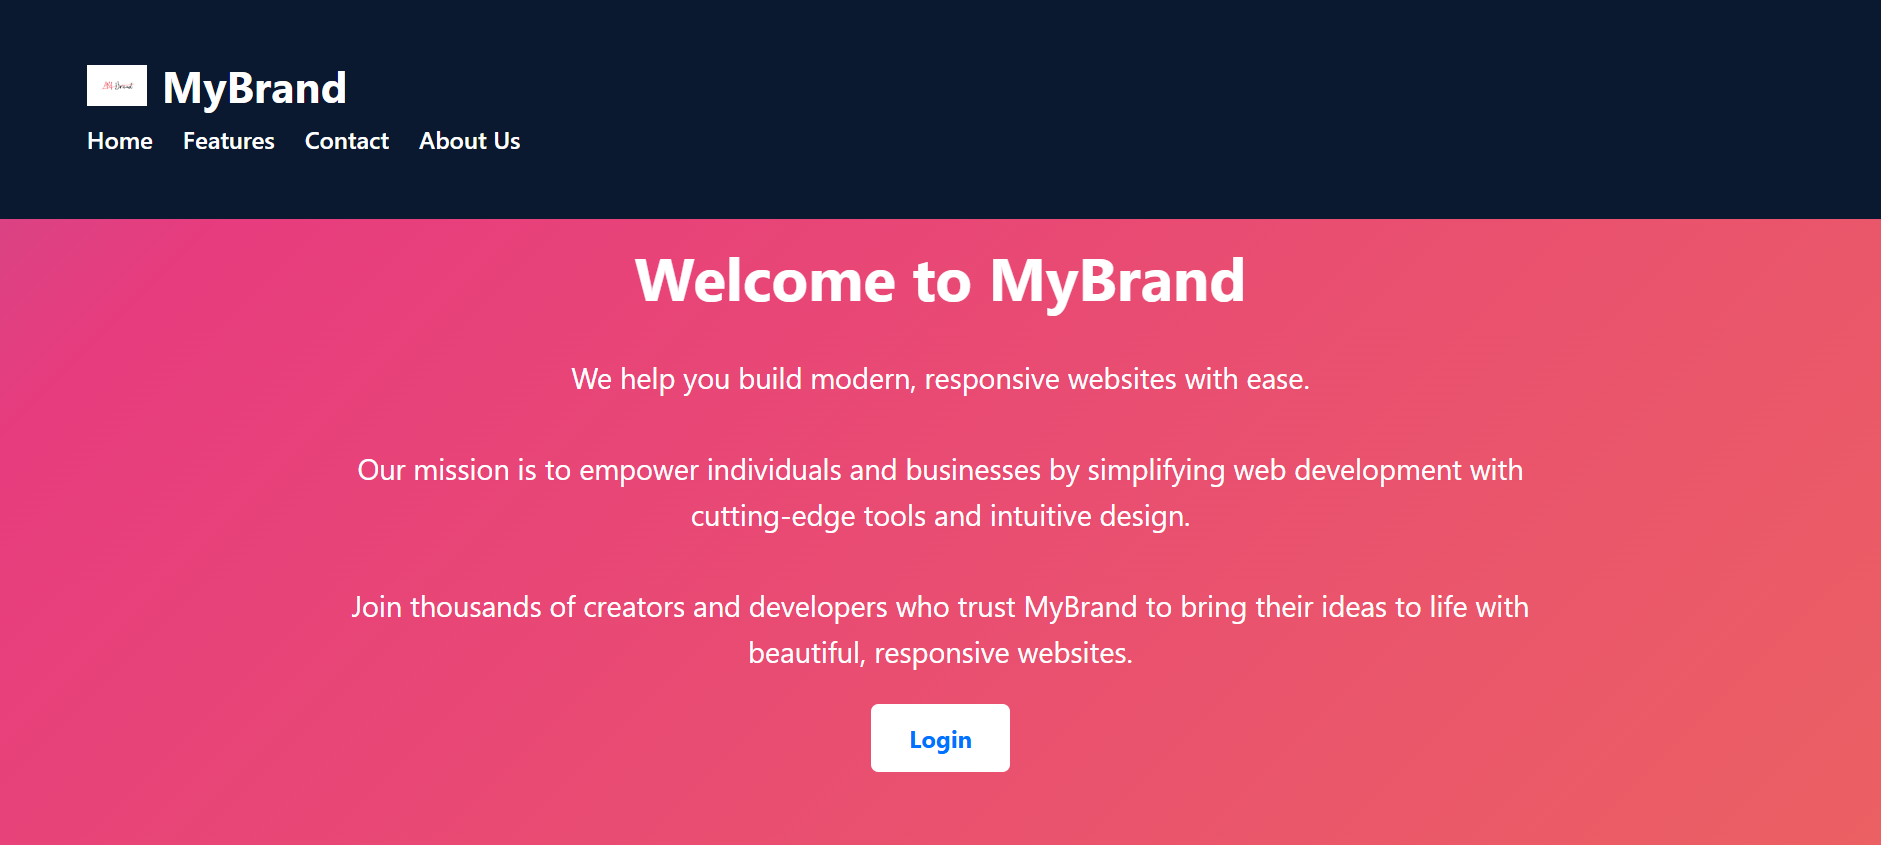 MyBrand
Home Features Contact About Us
Welcome to MyBrand
We help you build modern, responsive websites with ease.
Our mission is to empower individuals and businesses by simplifying web development with
cutting-edge tools and intuitive design.
Join thousands of creators and developers who trust MyBrand to bring their ideas to life with
beautiful, responsive websites.
Login